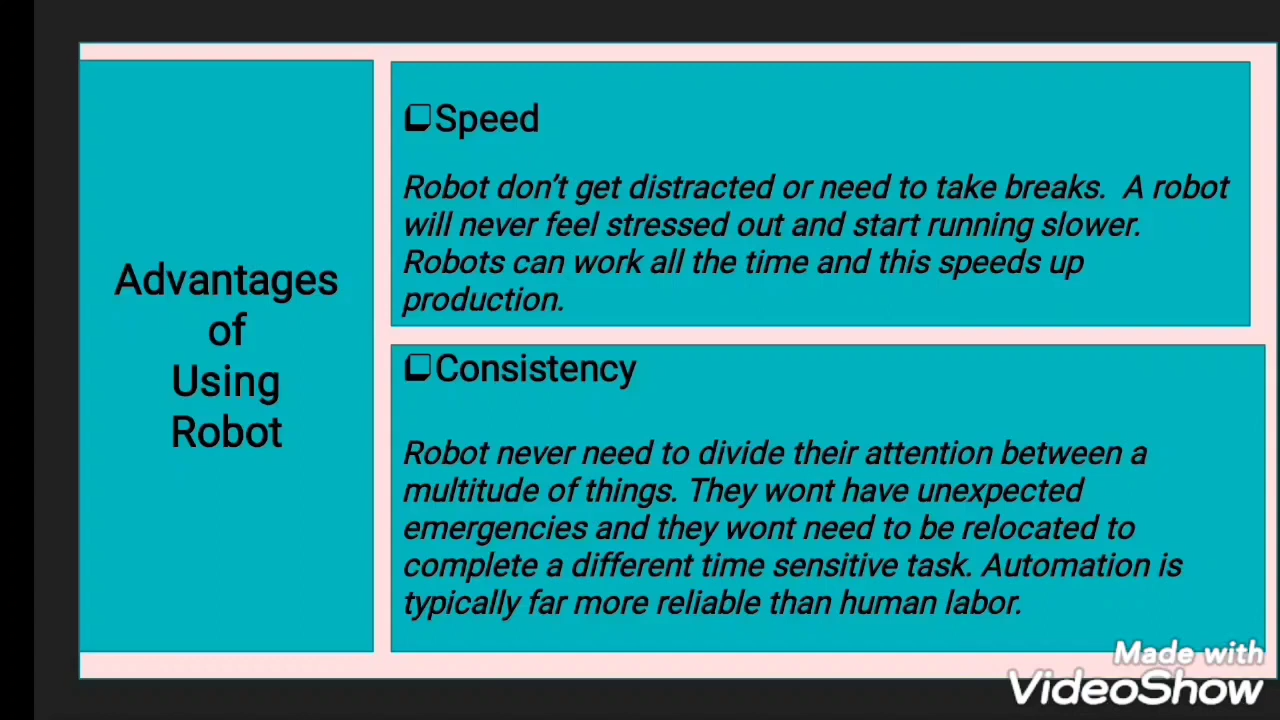 Advantages
of
Using
Robot
❑Speed
Robot don’t get distracted or need to take breaks.  A robot
will never feel stressed out and start running slower.
Robots can work all the time and this speeds up
production.
❑Consistency
Robot never need to divide their attention between a
multitude of things. They wont have unexpected
emergencies and they wont need to be relocated to
complete a different time sensitive task. Automation is
typically far more reliable than human labor.
Made with
VideoShow